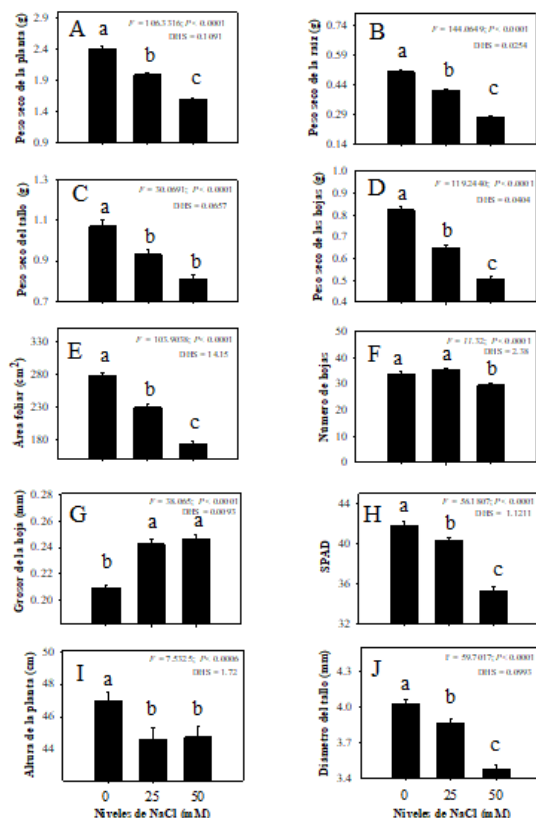 A
F = 106.3316; P< 0.0001
DHS = 0.1091
Peso seco de la planta (g)
2.9
2.4
1.9
1.4
0.9
a
b
c
B
F = 144.0649; P< 0.0001
DHS = 0.0254
Peso seco de la raíz (g)
0.74
0.59
0.44
0.29
0.14
a
b
c
C
F = 30.0691; P< 0.0001
DHS = 0.0657
Peso seco del tallo (g)
1.3
1.1
0.9
0.7
a
b
b
D
F = 119.2440; P< 0.0001
DHS = 0.0404
Peso seco de las hojas (g)
1.0
0.8
0.7
0.6
0.5
0.4
a
b
c
E
F = 103.9038; P< 0.0001
DHS = 14.15
Área foliar (cm²)
330
280
230
180
a
b
c
F
F = 11.32; P< 0.0001
DHS = 2.38
Número de hojas
50
40
30
20
10
0
a
a
b
G
F = 38.065; P< 0.0001
DHS = 0.0093
Grosor de la hoja (mm)
0.28
0.26
0.24
0.22
0.20
b
a
a
H
F = 56.1807; P< 0.0001
DHS = 1.1211
SPAD
44
40
36
32
a
b
c
I
F = 7.5325; P< 0.0006
DHS = 1.72
Altura de la planta (cm)
50
48
46
44
a
b
b
0
25
50
Niveles de NaCl (mM)
J
= 59.7017; P< 0.0001
DHS = 0.0993
Diámetro del tallo (mm)
4.3
4.0
3.7
3.4
a
b
c
0
25
50
Niveles de NaCl (mM)